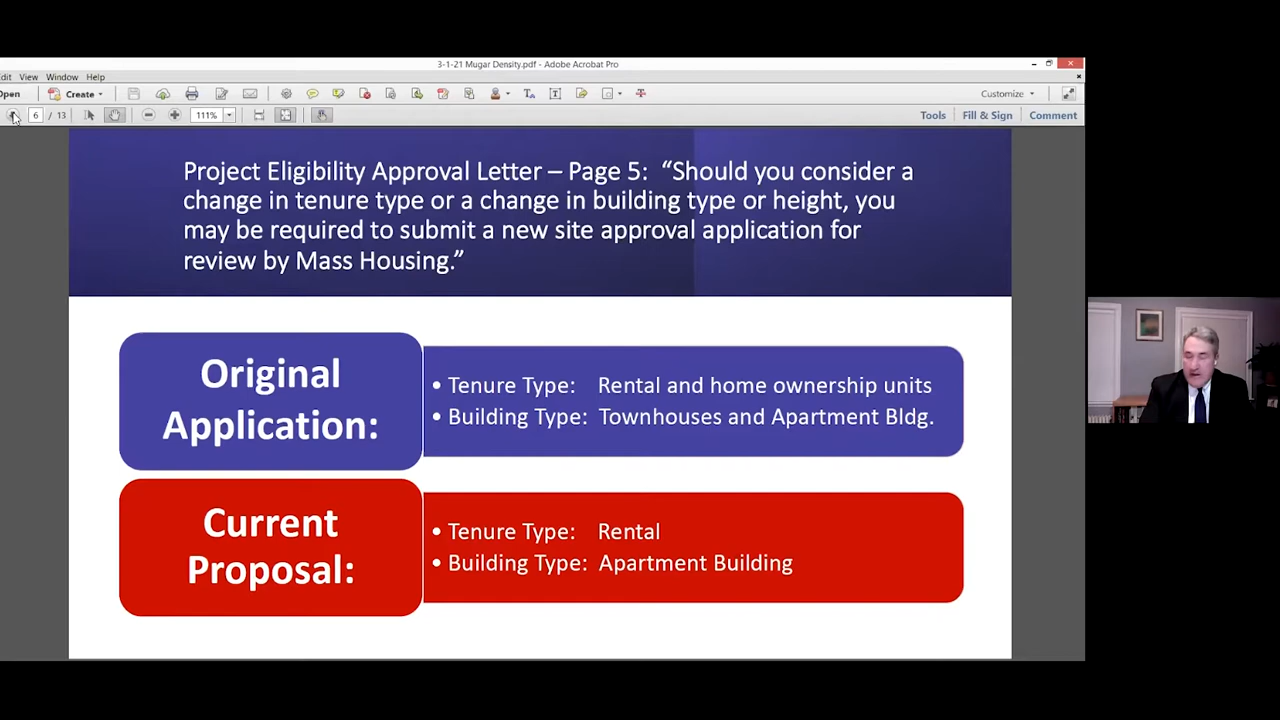 3-1-21 Mugar Density.pdf - Adobe Acrobat Pro
Edit View Window Help
Open Create Customize
6 / 13 111% Tools Fill & Sign Comment
Project Eligibility Approval Letter – Page 5: “Should you consider a
change in tenure type or a change in building type or height, you
may be required to submit a new site approval application for
review by Mass Housing.”
Original
Application:
• Tenure Type: Rental and home ownership units
• Building Type: Townhouses and Apartment Bldg.
Current
Proposal:
• Tenure Type: Rental
• Building Type: Apartment Building